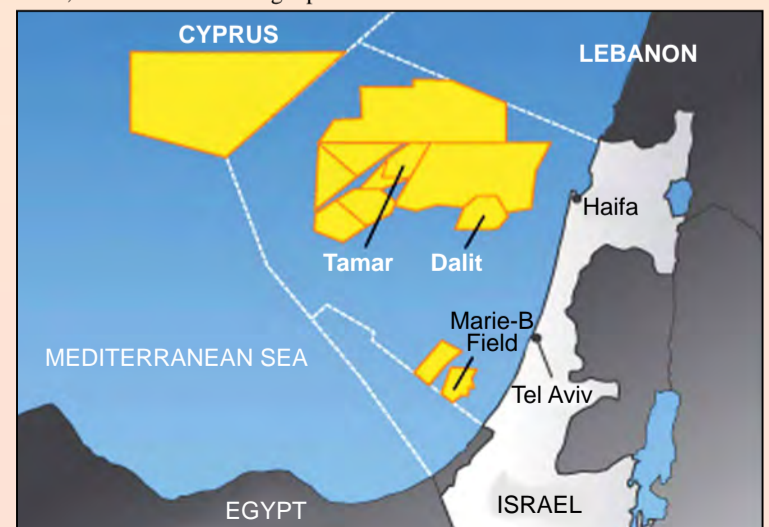 CYPRUS
LEBANON
Haifa
Tamar
Dalit
Marie-B
Field
MEDITERRANEAN SEA
Tel Aviv
EGYPT
ISRAEL